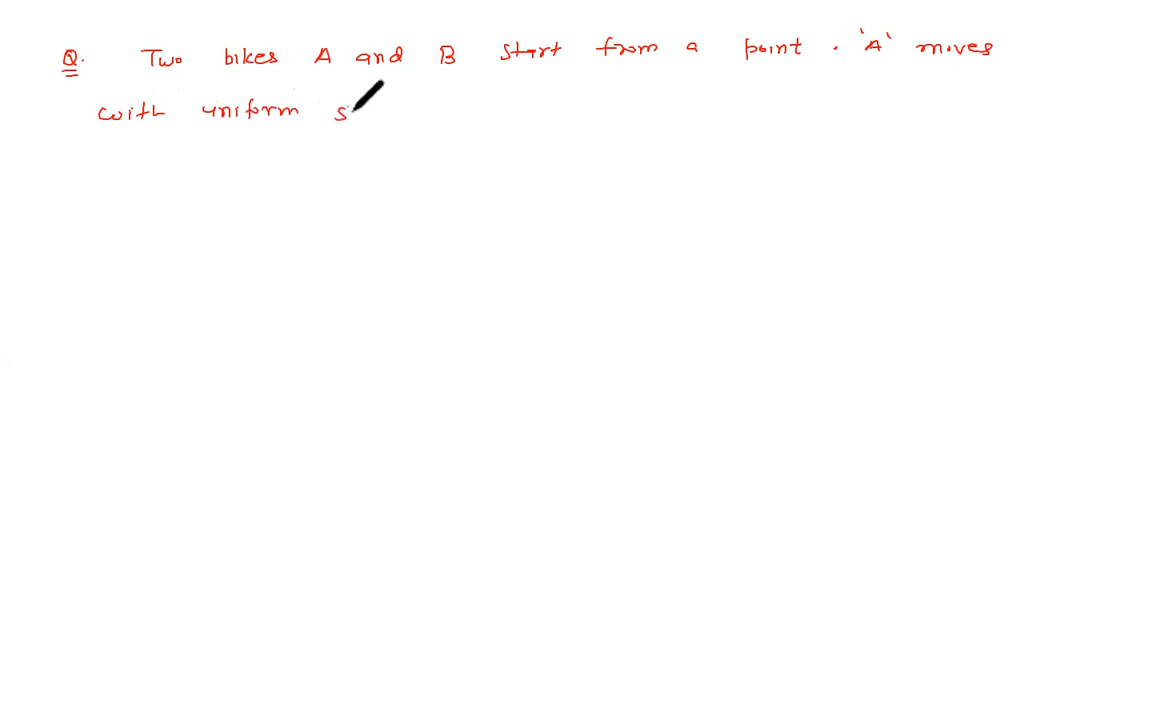 Q. Two bikes A and B start from a point. 'A' moves
with uniform s